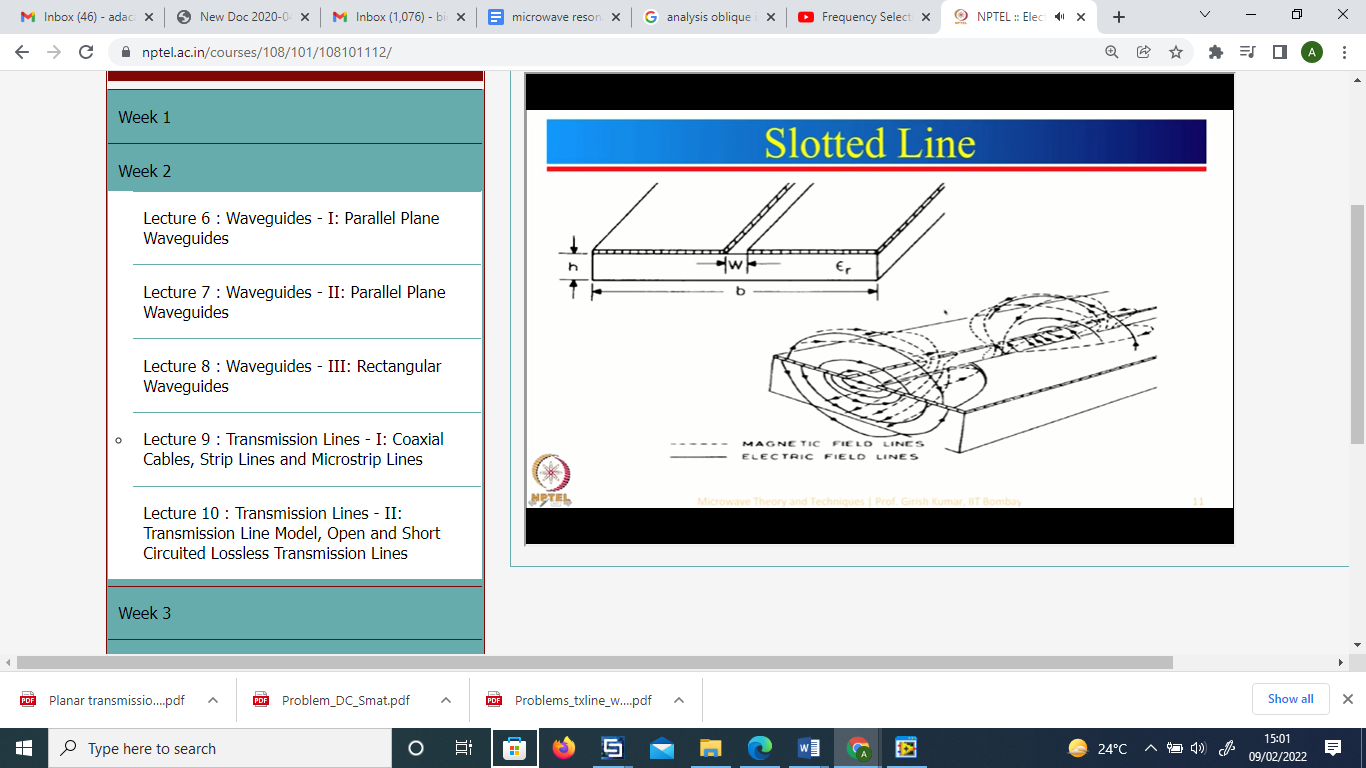 Inbox (46) - adaca
New Doc 2020-0
Inbox (1,076) - bi
microwave reson
analysis oblique i
Frequency Select
NPTEL :: Elect
nptel.ac.in/courses/108/101/108101112/
A
Week 1
Week 2
Lecture 6 : Waveguides - I: Parallel Plane
Waveguides
Lecture 7 : Waveguides - II: Parallel Plane
Waveguides
Lecture 8 : Waveguides - III: Rectangular
Waveguides
Lecture 9 : Transmission Lines - I: Coaxial
Cables, Strip Lines and Microstrip Lines
Lecture 10 : Transmission Lines - II:
Transmission Line Model, Open and Short
Circuited Lossless Transmission Lines
Week 3
Slotted Line
h
W
εr
b
MAGNETIC FIELD LINES
ELECTRIC FIELD LINES
NPTEL
Microwave Theory and Techniques | Prof. Girish Kumar, IIT Bombay
11
Planar transmissio....pdf
Problem_DC_Smat.pdf
Problems_txline_w....pdf
Show all
Type here to search
24°C
15:01
09/02/2022